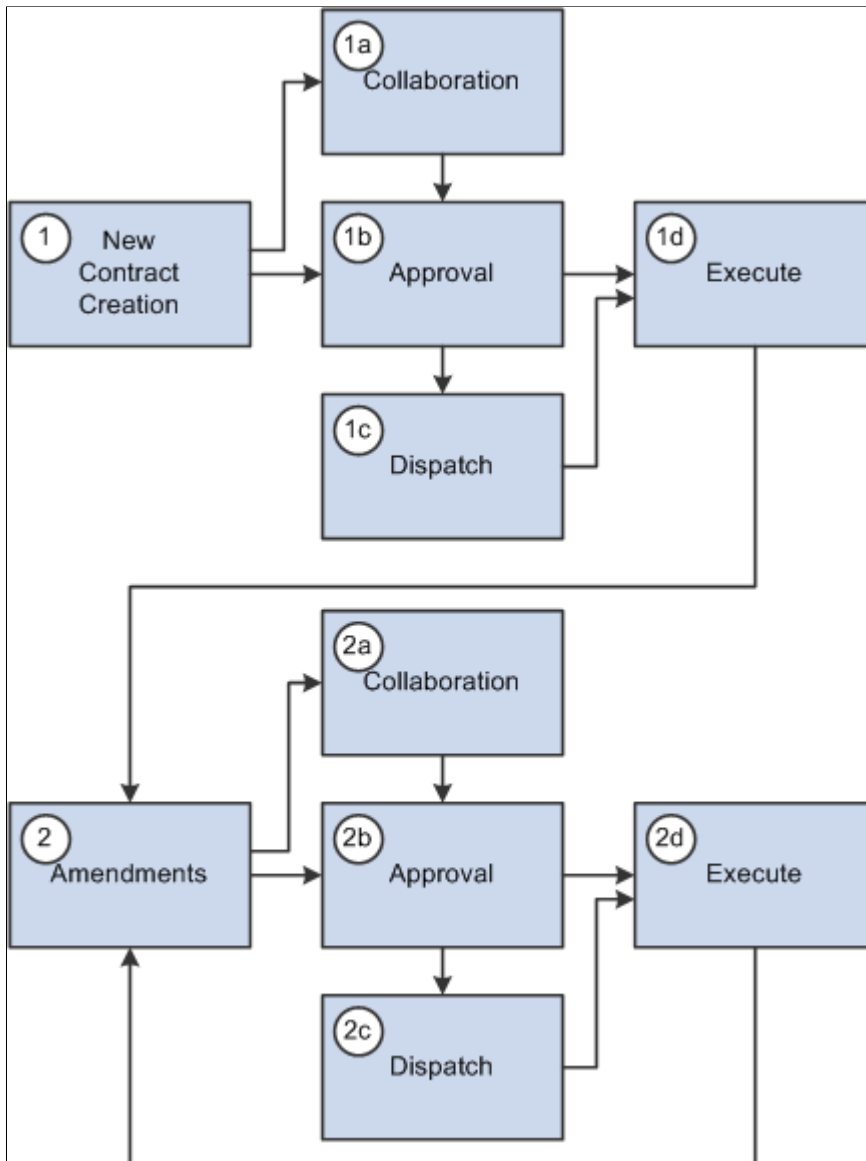 1a
Collaboration
1
New
Contract
Creation
1b
Approval
1d
Execute
1c
Dispatch
2a
Collaboration
2
Amendments
2b
Approval
2d
Execute
2c
Dispatch